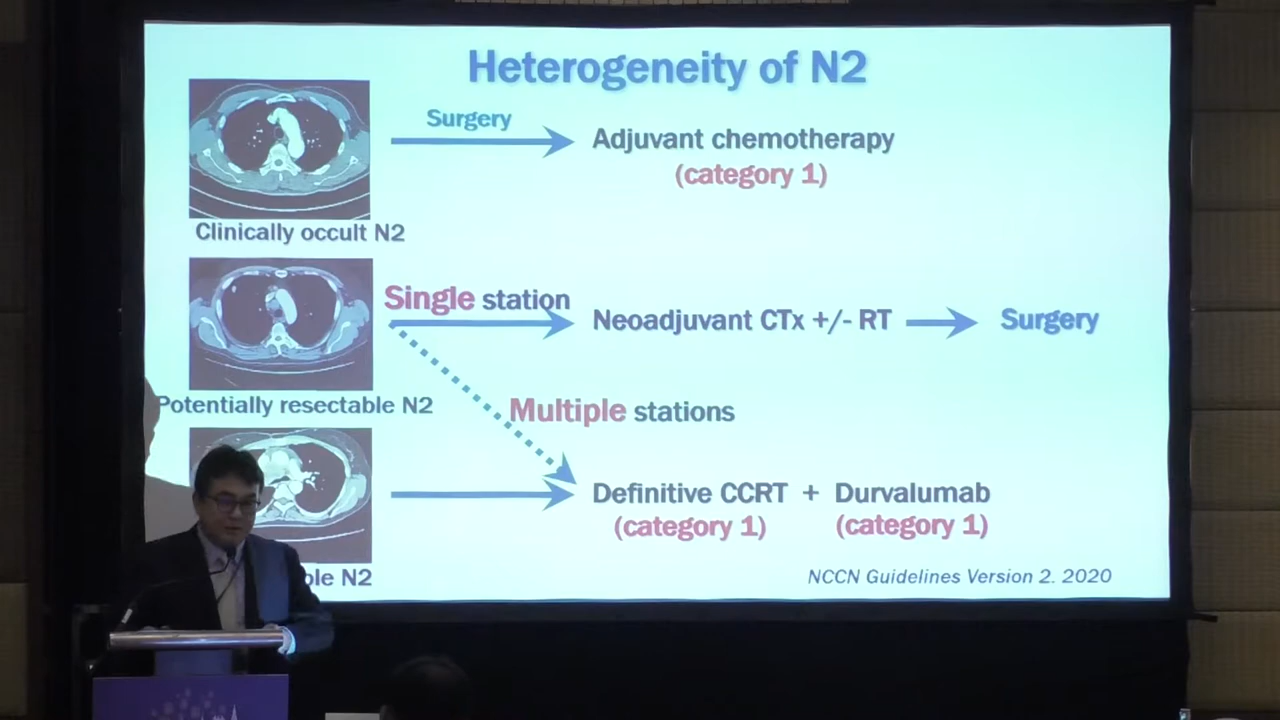 Heterogeneity of N2
Surgery
Adjuvant chemotherapy
(category 1)
Clinically occult N2
Single station
Neoadjuvant CTx +/- RT
Surgery
Potentially resectable N2
Multiple stations
Definitive CCRT + Durvalumab
(category 1) (category 1)
N2
NCCN Guidelines Version 2. 2020